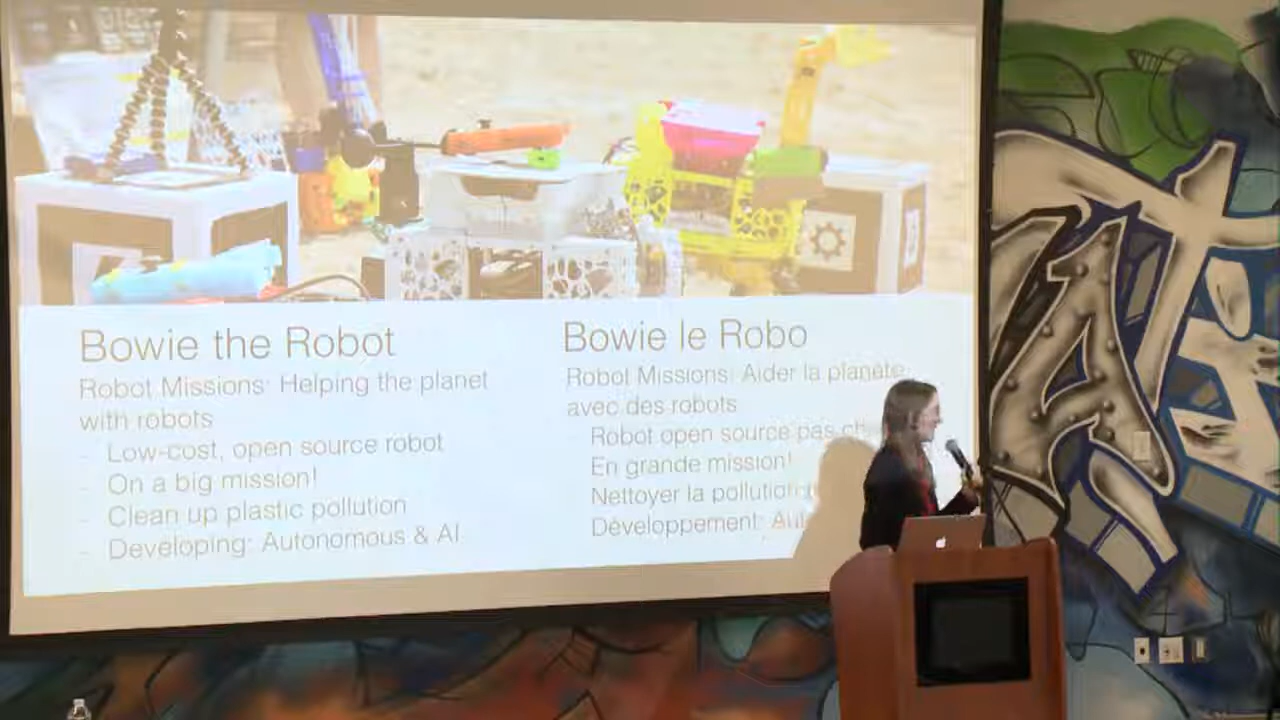 Bowie the Robot
Robot Missions: Helping the planet
with robots
- Low-cost, open source robot
- On a big mission!
- Clean up plastic pollution
- Developing: Autonomous & AI
Bowie le Robo
Robot Missions: Aider la planète
avec des robots
Robot open source pas
En grande mission!
Nettoyer la pollution
Développement: